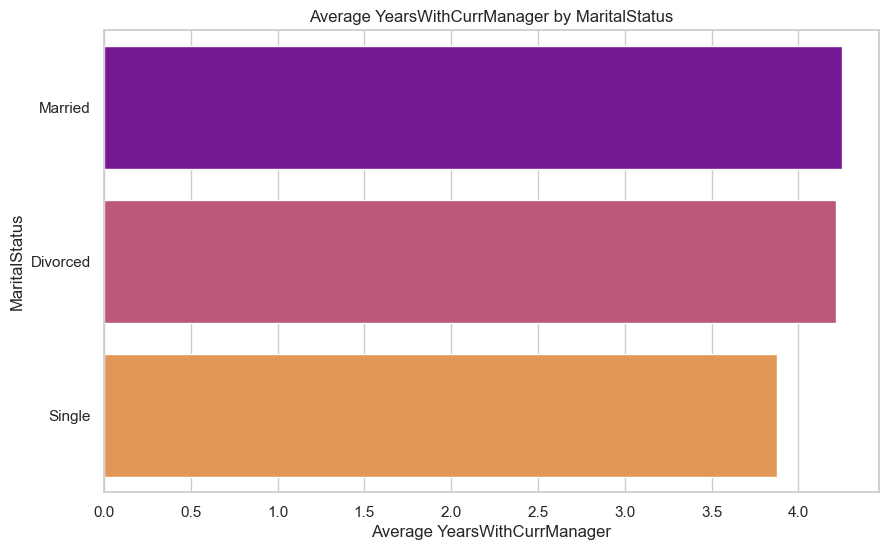 Average YearsWithCurrManager by MaritalStatus
MaritalStatus
Married
Divorced
Single
0.0 0.5 1.0 1.5 2.0 2.5 3.0 3.5 4.0
Average YearsWithCurrManager